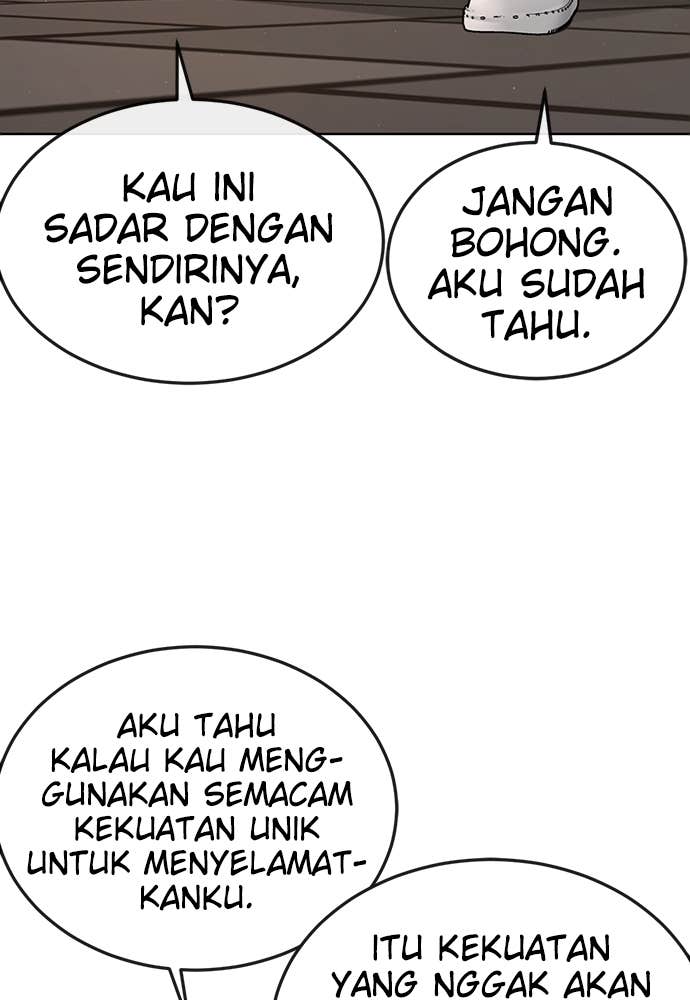 KAU INI
SADAR DENGAN
SENDIRINYA,
KAN?
JANGAN
BOHONG.
AKU SUDAH
TAHU.
AKU TAHU
KALAU KAU MENG-
GUNAKAN SEMACAM
KEKUATAN UNIK
UNTUK MENYELAMAT-
KANKU.
ITU KEKUATAN
YANG NGGAK AKAN